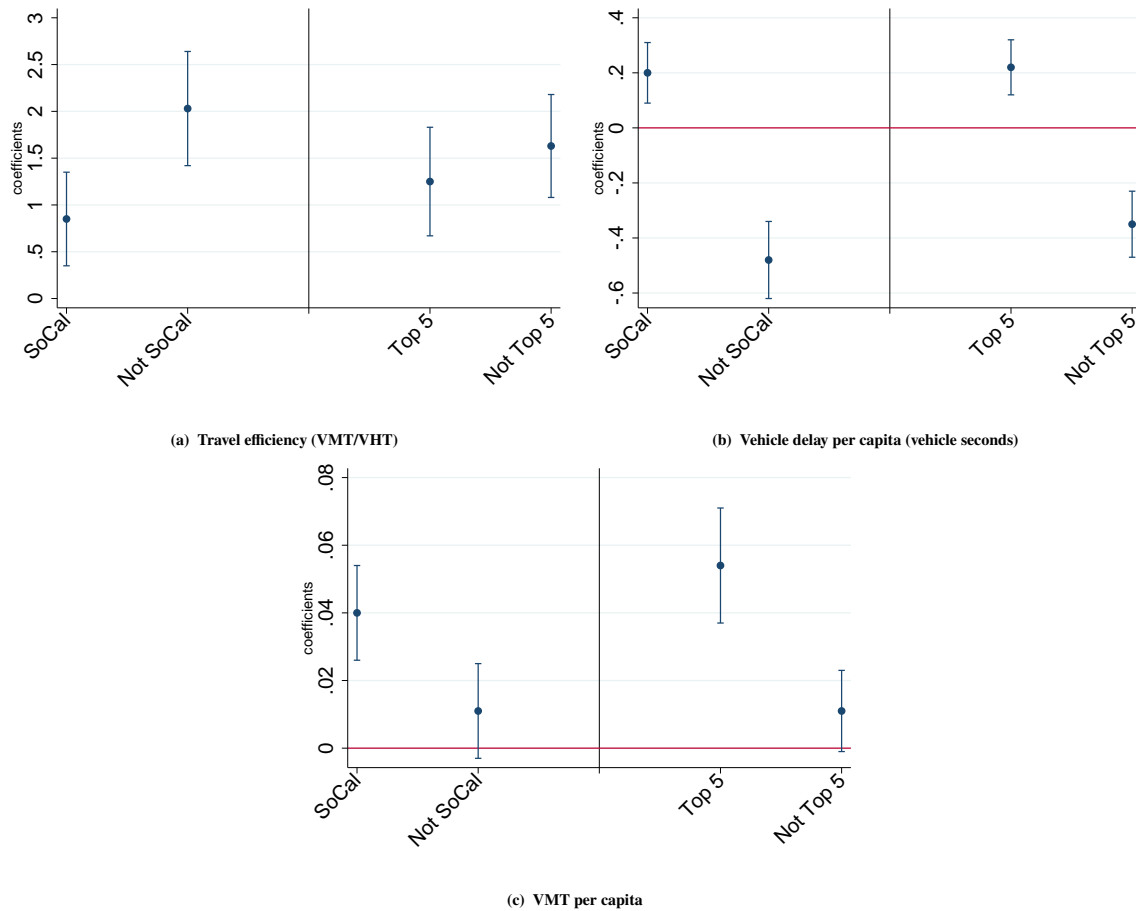 3
2.5
2
1.5
1
.5
0
coefficients
SoCal
Not SoCal
Top 5
Not Top 5
(a) Travel efficiency (VMT/VHT)
.4
.2
0
-.2
-.4
-.6
coefficients
SoCal
Not SoCal
Top 5
Not Top 5
(b) Vehicle delay per capita (vehicle seconds)
.08
.06
.04
.02
0
coefficients
SoCal
Not SoCal
Top 5
Not Top 5
(c) VMT per capita